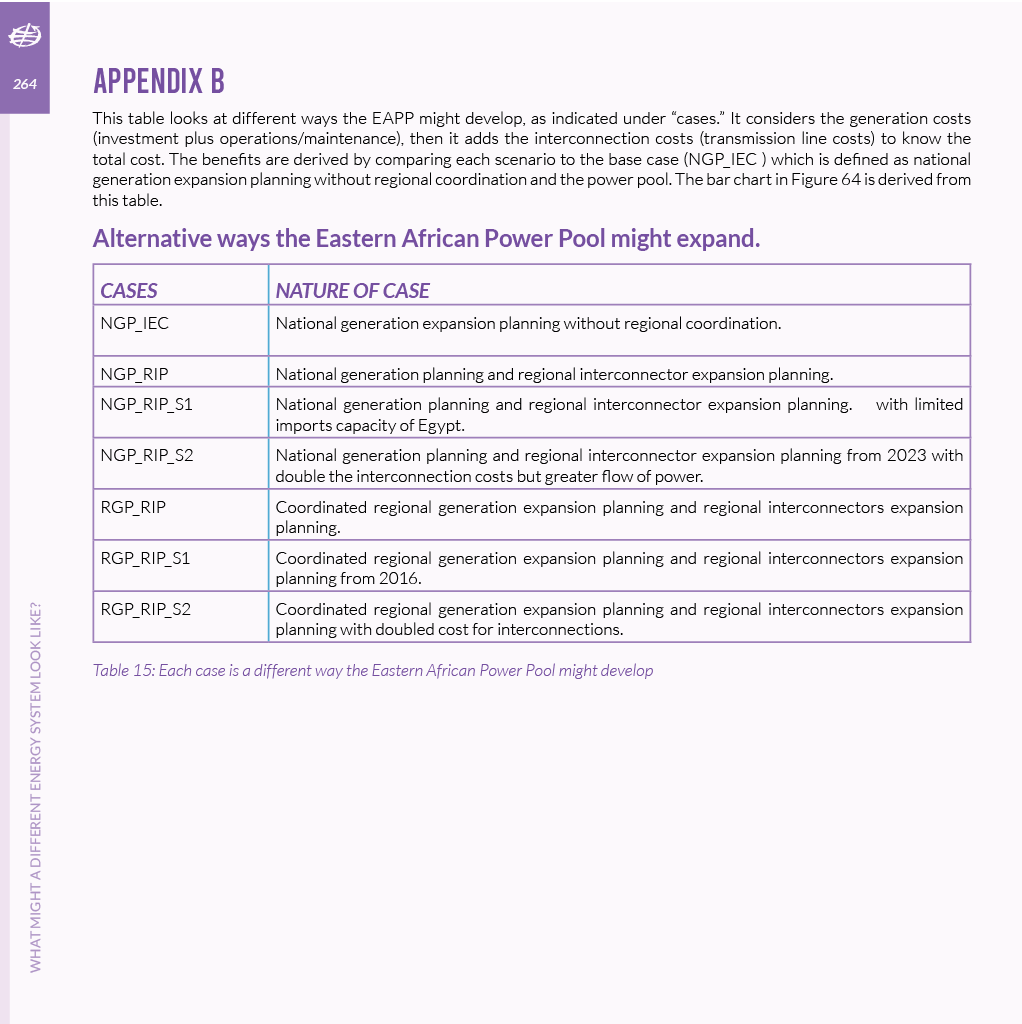 264
APPENDIX B
This table looks at different ways the EAPP might develop, as indicated under “cases.” It considers the generation costs
(investment plus operations/maintenance), then it adds the interconnection costs (transmission line costs) to know the
total cost. The benefits are derived by comparing each scenario to the base case (NGP_IEC ) which is defined as national
generation expansion planning without regional coordination and the power pool. The bar chart in Figure 64 is derived from
this table.
Alternative ways the Eastern African Power Pool might expand.
CASES NATURE OF CASE
NGP_IEC National generation expansion planning without regional coordination.
NGP_RIP National generation planning and regional interconnector expansion planning.
NGP_RIP_S1 National generation planning and regional interconnector expansion planning. with limited
imports capacity of Egypt.
NGP_RIP_S2 National generation planning and regional interconnector expansion planning from 2023 with
double the interconnection costs but greater flow of power.
RGP_RIP Coordinated regional generation expansion planning and regional interconnectors expansion
planning.
RGP_RIP_S1 Coordinated regional generation expansion planning and regional interconnectors expansion
planning from 2016.
RGP_RIP_S2 Coordinated regional generation expansion planning and regional interconnectors expansion
planning with doubled cost for interconnections.
Table 15: Each case is a different way the Eastern African Power Pool might develop
WHAT MIGHT A DIFFERENT ENERGY SYSTEM LOOK LIKE?